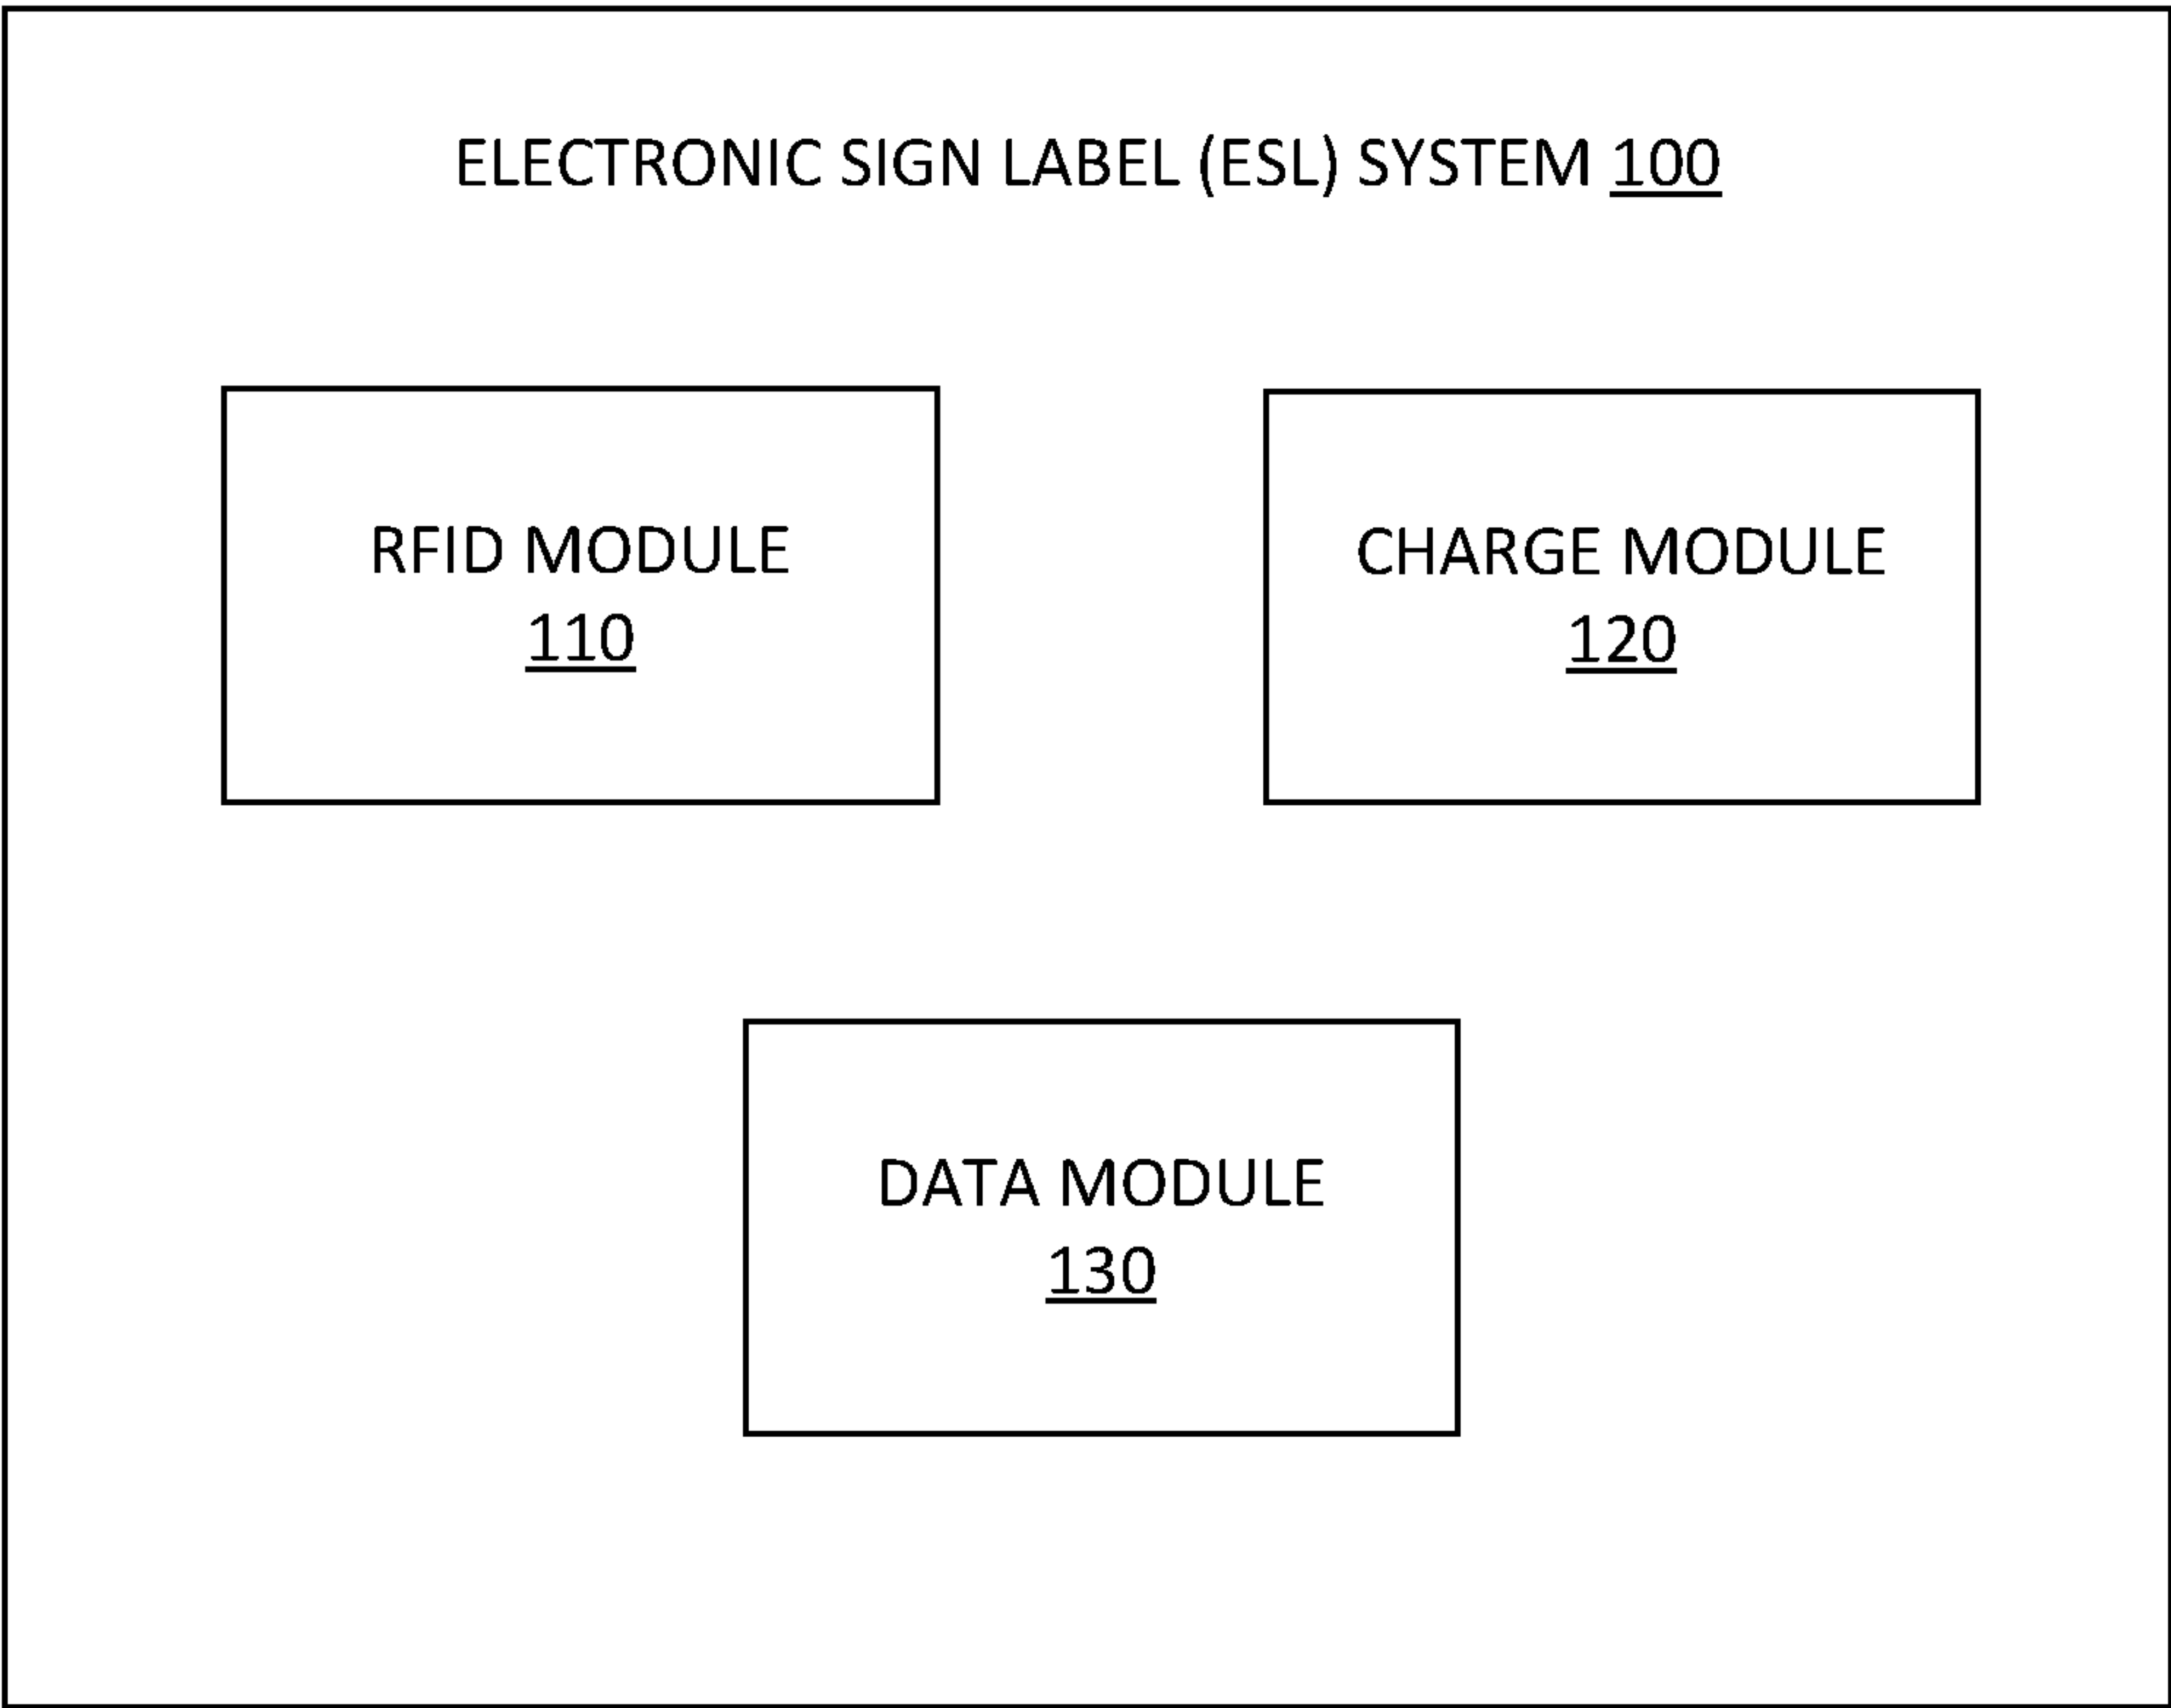 ELECTRONIC SIGN LABEL (ESL) SYSTEM 100
RFID MODULE
110
CHARGE MODULE
120
DATA MODULE
130